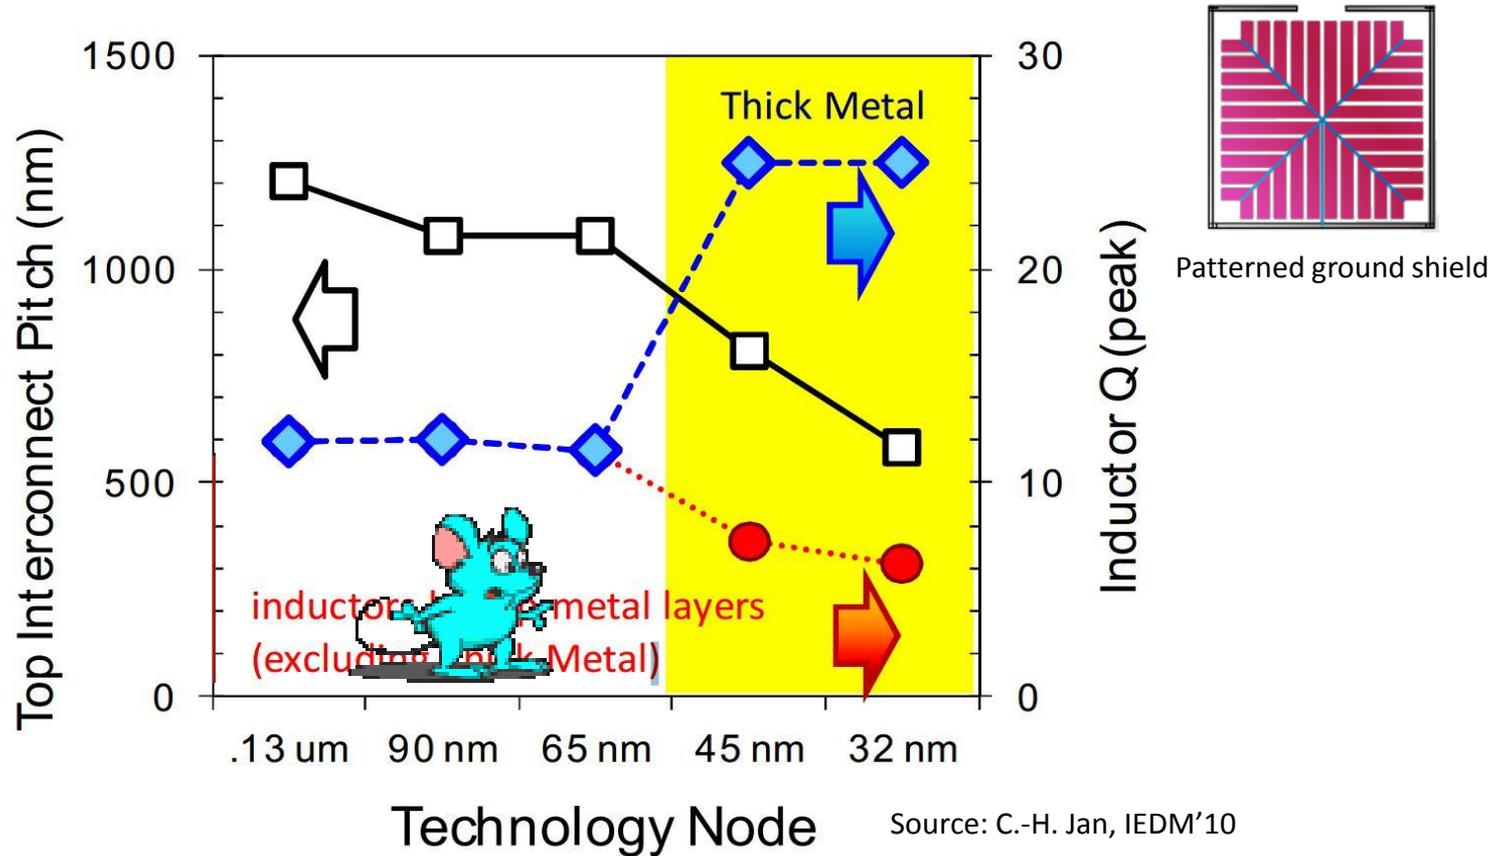 1500
1000
500
0
Top Interconnect Pitch (nm)
30
20
10
0
Inductor Q (peak)
Thick Metal
metal layers
Metal)
.13 um 90 nm 65 nm 45 nm 32 nm
Technology Node
Source: C.-H. Jan, IEDM’10
Patterned ground shield